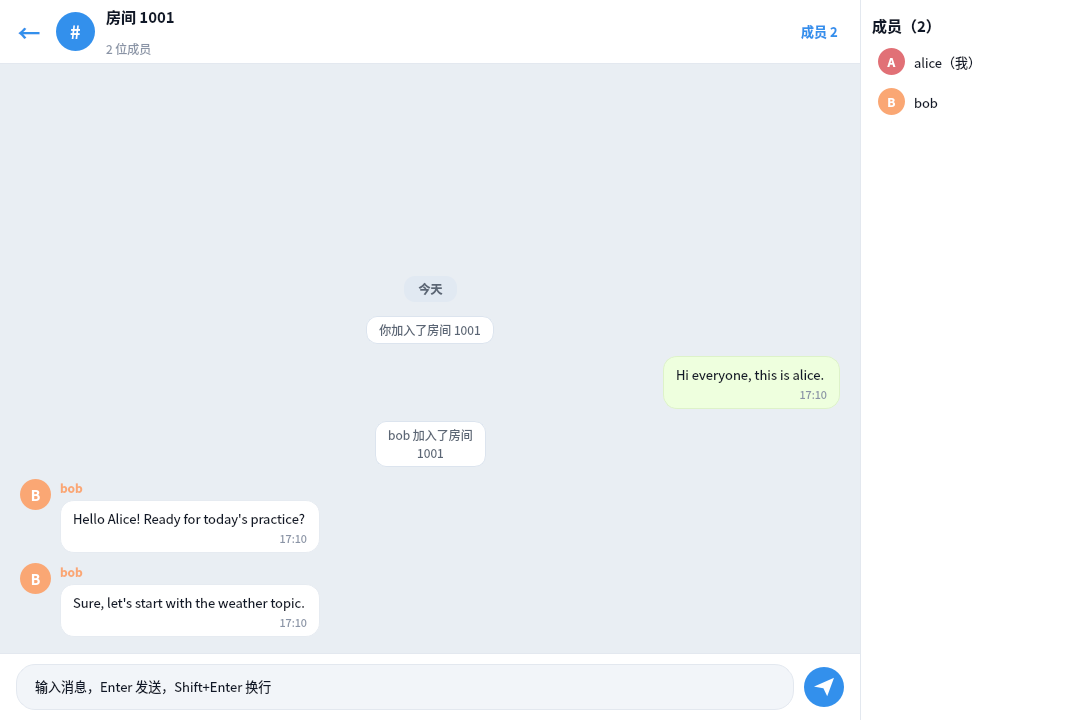 ←
#
房间 1001
2 位成员
成员 2
今天
你加入了房间 1001
Hi everyone, this is alice.
17:10
bob 加入了房间
1001
B
bob
Hello Alice! Ready for today's practice?
17:10
B
bob
Sure, let's start with the weather topic.
17:10
输入消息，Enter 发送，Shift+Enter 换行
成员（2）
A
alice（我）
B
bob